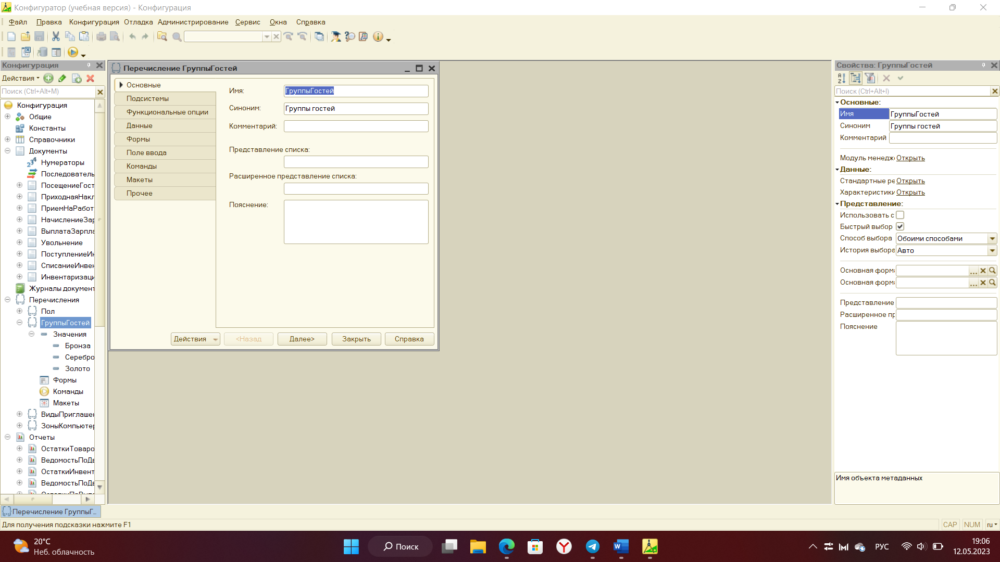 Конфигуратор (учебная версия) - Конфигурация
Файл Правка Конфигурация Отладка Администрирование Сервис Окна Справка
Конфигурация
Действия
Поиск (Ctrl+Alt+M)
Конфигурация
Общие
Константы
Справочники
Документы
Нумераторы
Последователь
ПосещениеГост
ПриходнаяНакл
ПриемНаРабот
НачислениеЗар
ВыплатаЗарпла
Увольнение
ПоступлениеИн
СписаниеИнвен
Инвентаризаци
Журналы документ
Перечисления
Пол
ГруппыГостей
Значения
Бронза
Серебро
Золото
Формы
Команды
Макеты
ВидыПриглашен
ЗоныКомпьютер
Отчеты
ОстаткиТоваро
ВедомостьПоДв
ОстаткиИнвент
ВедомостьПоДв
Перечисление ГруппыГостей
Основные
Подсистемы
Функциональные опции
Данные
Формы
Поле ввода
Команды
Макеты
Прочее
Имя: ГруппыГостей
Синоним: Группы гостей
Комментарий:
Представление списка:
Расширенное представление списка:
Пояснение:
Действия <Назад Далее> Закрыть Справка
Свойства: ГруппыГостей
Поиск (Ctrl+Alt+I)
Основные:
Имя ГруппыГостей
Синоним Группы гостей
Комментарий
Модуль менедж Открыть
Данные:
Стандартные ре Открыть
Характеристики Открыть
Представление:
Использовать с
Быстрый выбор
Способ выбора Обоими способами
История выбора Авто
Основная форма
Основная форма
Представление
Расширенное пр
Пояснение
Имя объекта метаданных
Перечисление ГруппыГ...
Для получения подсказки нажмите F1
CAP NUM ru
20°C
Неб. облачность
Поиск
РУС
19:06
12.05.2023